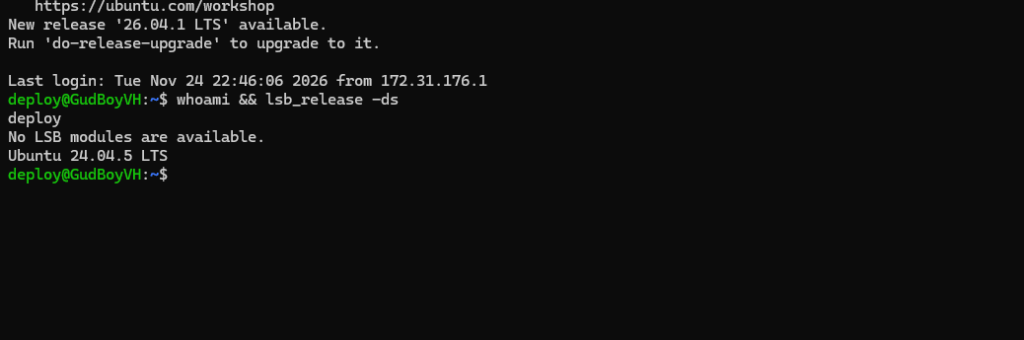 https://ubuntu.com/workshop
New release '26.04.1 LTS' available.
Run 'do-release-upgrade' to upgrade to it.
Last login: Tue Nov 24 22:46:06 2026 from 172.31.176.1
deploy@GudBoyVH:~$ whoami && lsb_release -ds
deploy
No LSB modules are available.
Ubuntu 24.04.5 LTS
deploy@GudBoyVH:~$